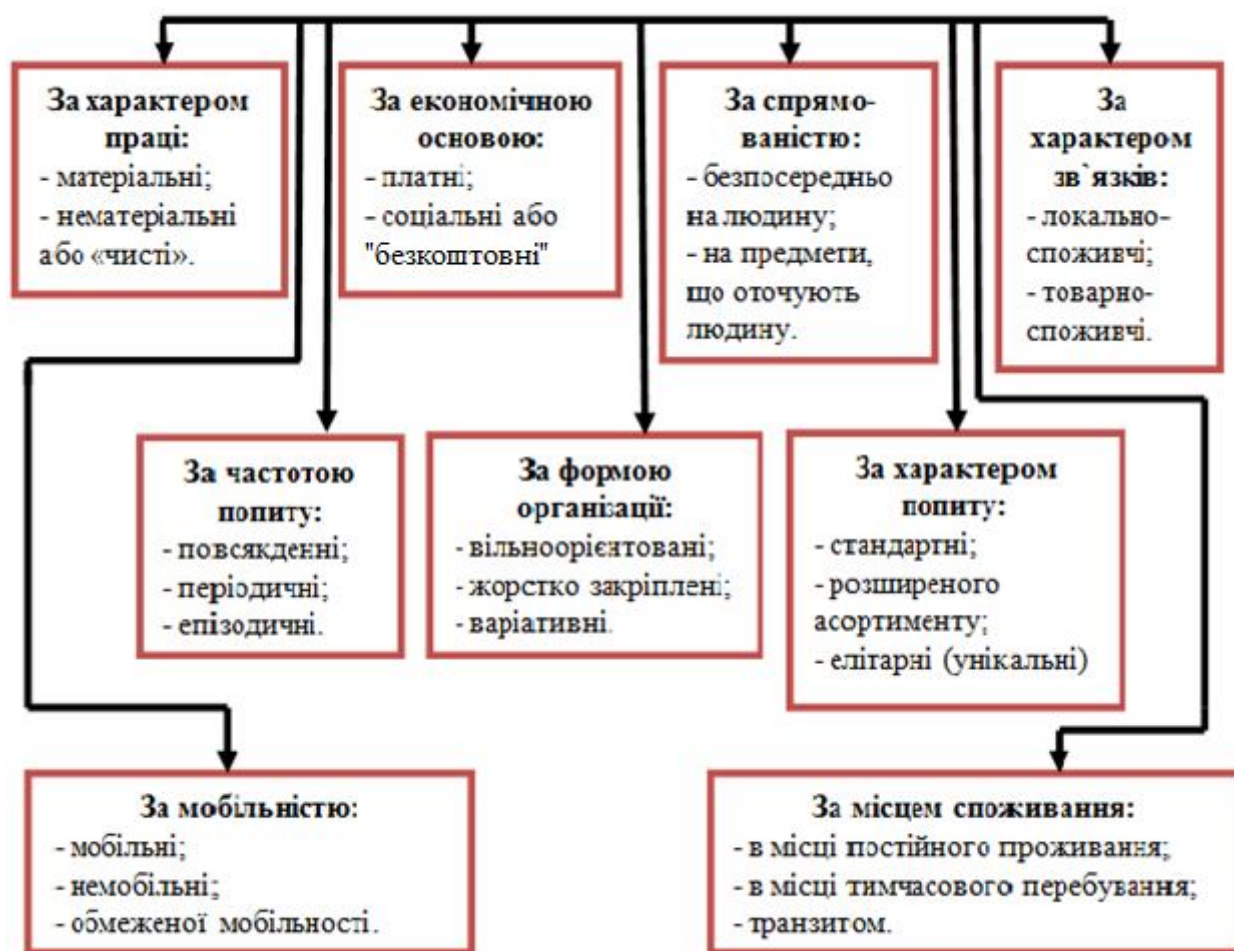 За характером
праці:
- матеріальні;
- нематеріальні
або «чисті».
За економічною
основою:
- платні;
- соціальні або
"безкоштовні"
За спрямо-
ваністю:
- безпосередньо
на людину;
- на предмети,
що оточують
людину.
За
характером
зв`язків:
- локально-
споживчі;
- товарно-
споживчі.
За частотою
попиту:
- повсякденні;
- періодичні;
- епізодичні.
За формою
організації:
- вільноорієнтовані;
- жорстко закріплені;
- варіативні.
За характером
попиту:
- стандартні;
- розширеного
асортименту;
- елітарні (унікальні)
За мобільністю:
- мобільні;
- немобільні;
- обмеженої мобільності.
За місцем споживання:
- в місці постійного проживання;
- в місці тимчасового перебування;
- транзитом.